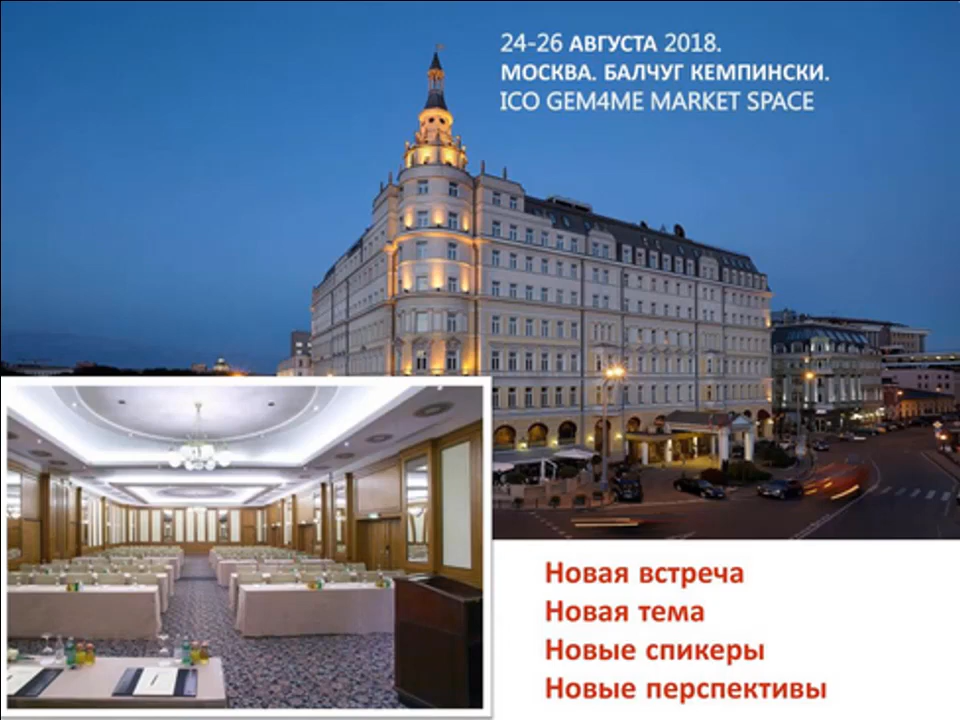 24-26 АВГУСТА 2018.
МОСКВА. БАЛЧУГ КЕМПИНСКИ.
ICO GEM4ME MARKET SPACE
Новая встреча
Новая тема
Новые спикеры
Новые перспективы